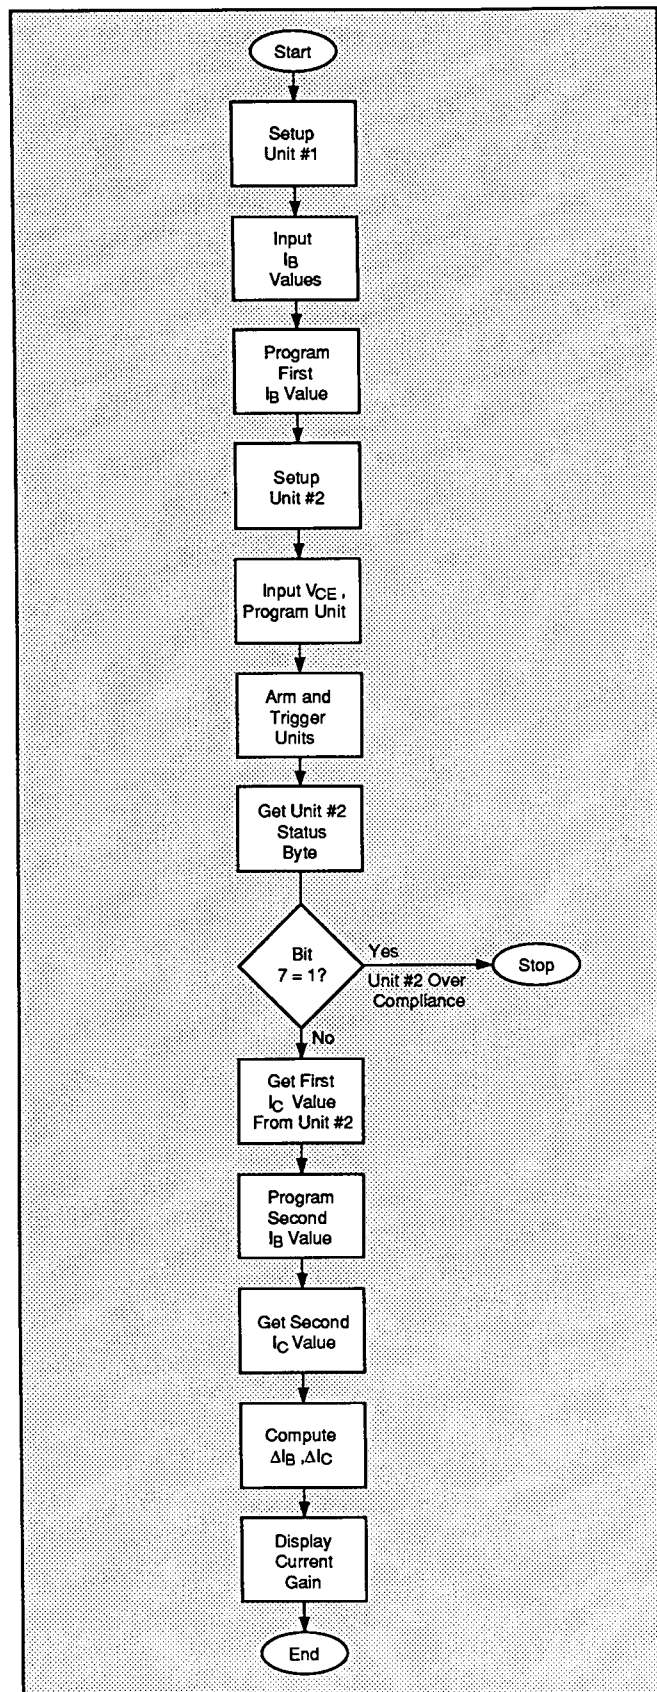 Start
Setup
Unit #1
Input
IB
Values
Program
First
IB Value
Setup
Unit #2
Input VCE ,
Program Unit
Arm and
Trigger
Units
Get Unit #2
Status
Byte
Bit
7 = 1?
Yes
Unit #2 Over
Compliance
Stop
No
Get First
IC Value
From Unit #2
Program
Second
IB Value
Get Second
IC Value
Compute
ΔIB ,ΔIC
Display
Current
Gain
End